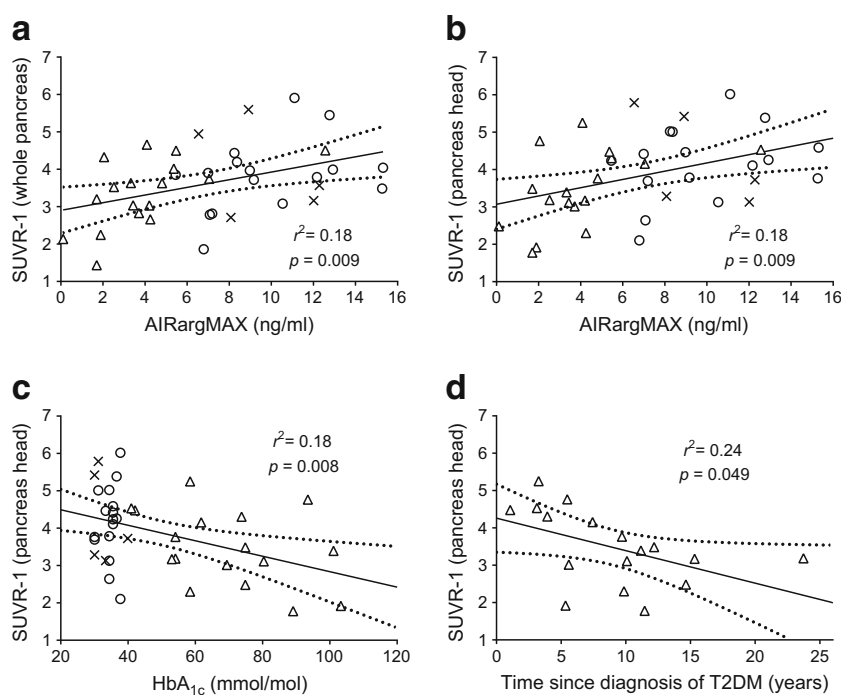 a
SUVR-1 (whole pancreas)
7
6
5
4
3
2
1
0 2 4 6 8 10 12 14 16
r² = 0.18
p = 0.009
AIRargMAX (ng/ml)
b
SUVR-1 (pancreas head)
7
6
5
4
3
2
1
0 2 4 6 8 10 12 14 16
r² = 0.18
p = 0.009
AIRargMAX (ng/ml)
c
SUVR-1 (pancreas head)
7
6
5
4
3
2
1
20 40 60 80 100 120
r²= 0.18
p = 0.008
HbA₁c (mmol/mol)
d
SUVR-1 (pancreas head)
7
6
5
4
3
2
1
0 5 10 15 20 25
r²= 0.24
p = 0.049
Time since diagnosis of T2DM (years)